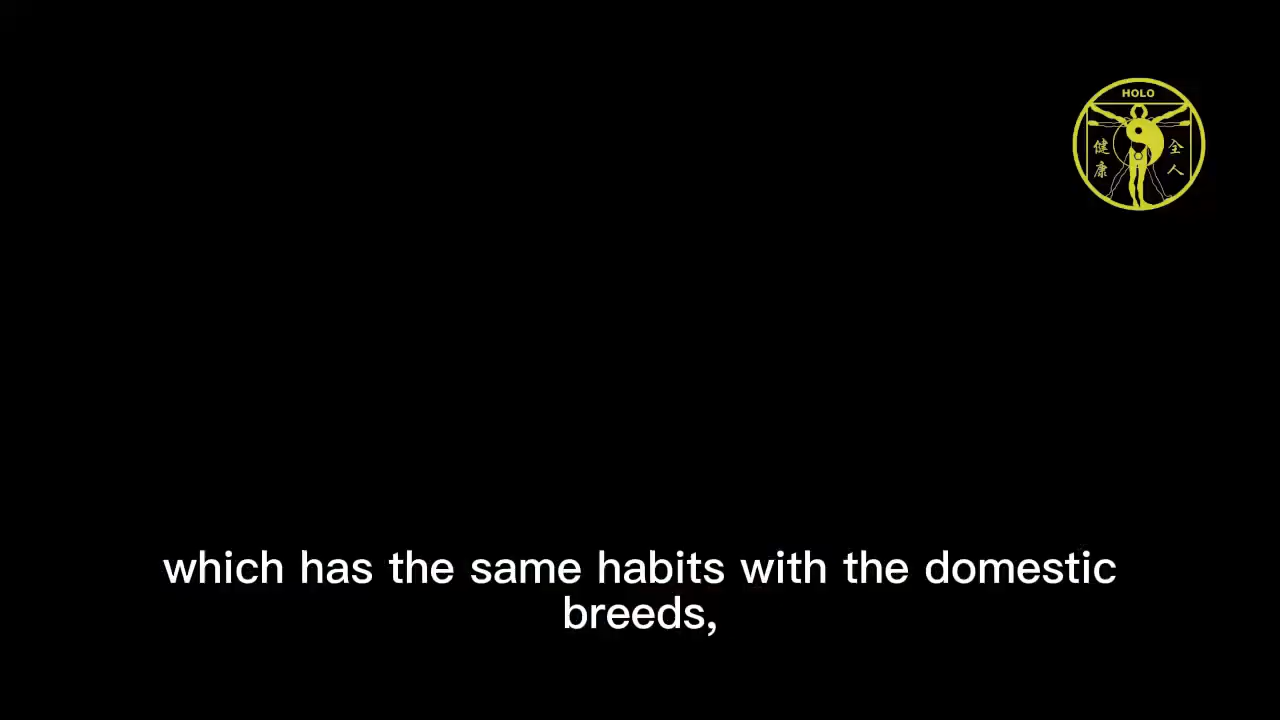 HOLO
健 全
康 人
which has the same habits with the domestic
breeds,